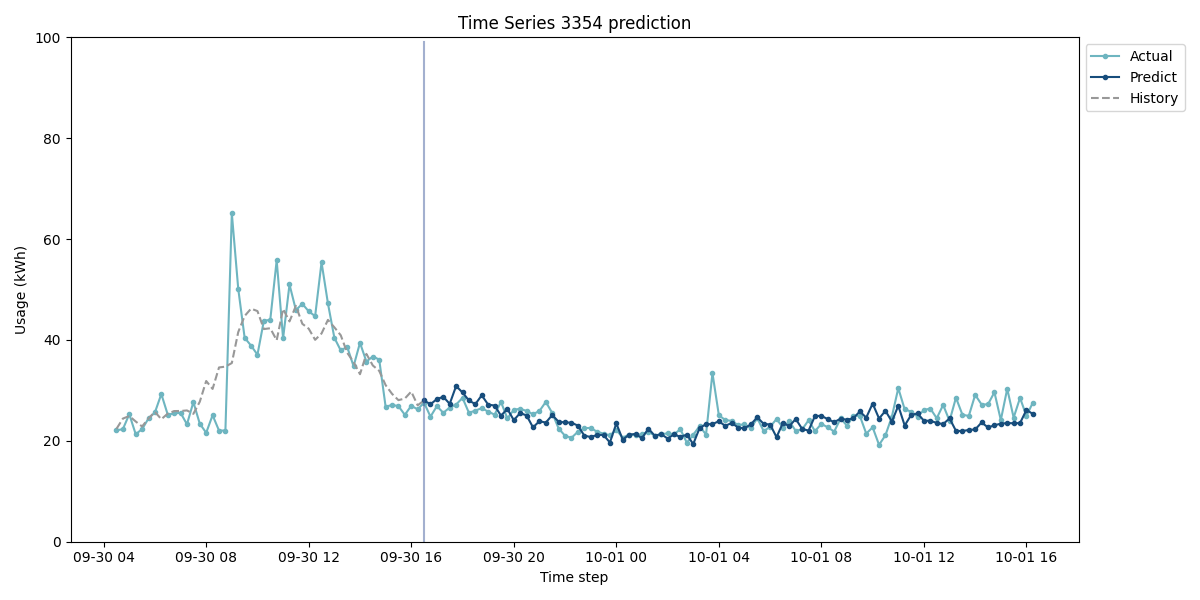 Time Series 3354 prediction
100
80
60
40
20
0
Usage (kWh)
09-30 04
09-30 08
09-30 12
09-30 16
09-30 20
10-01 00
10-01 04
10-01 08
10-01 12
10-01 16
Time step
Actual
Predict
History